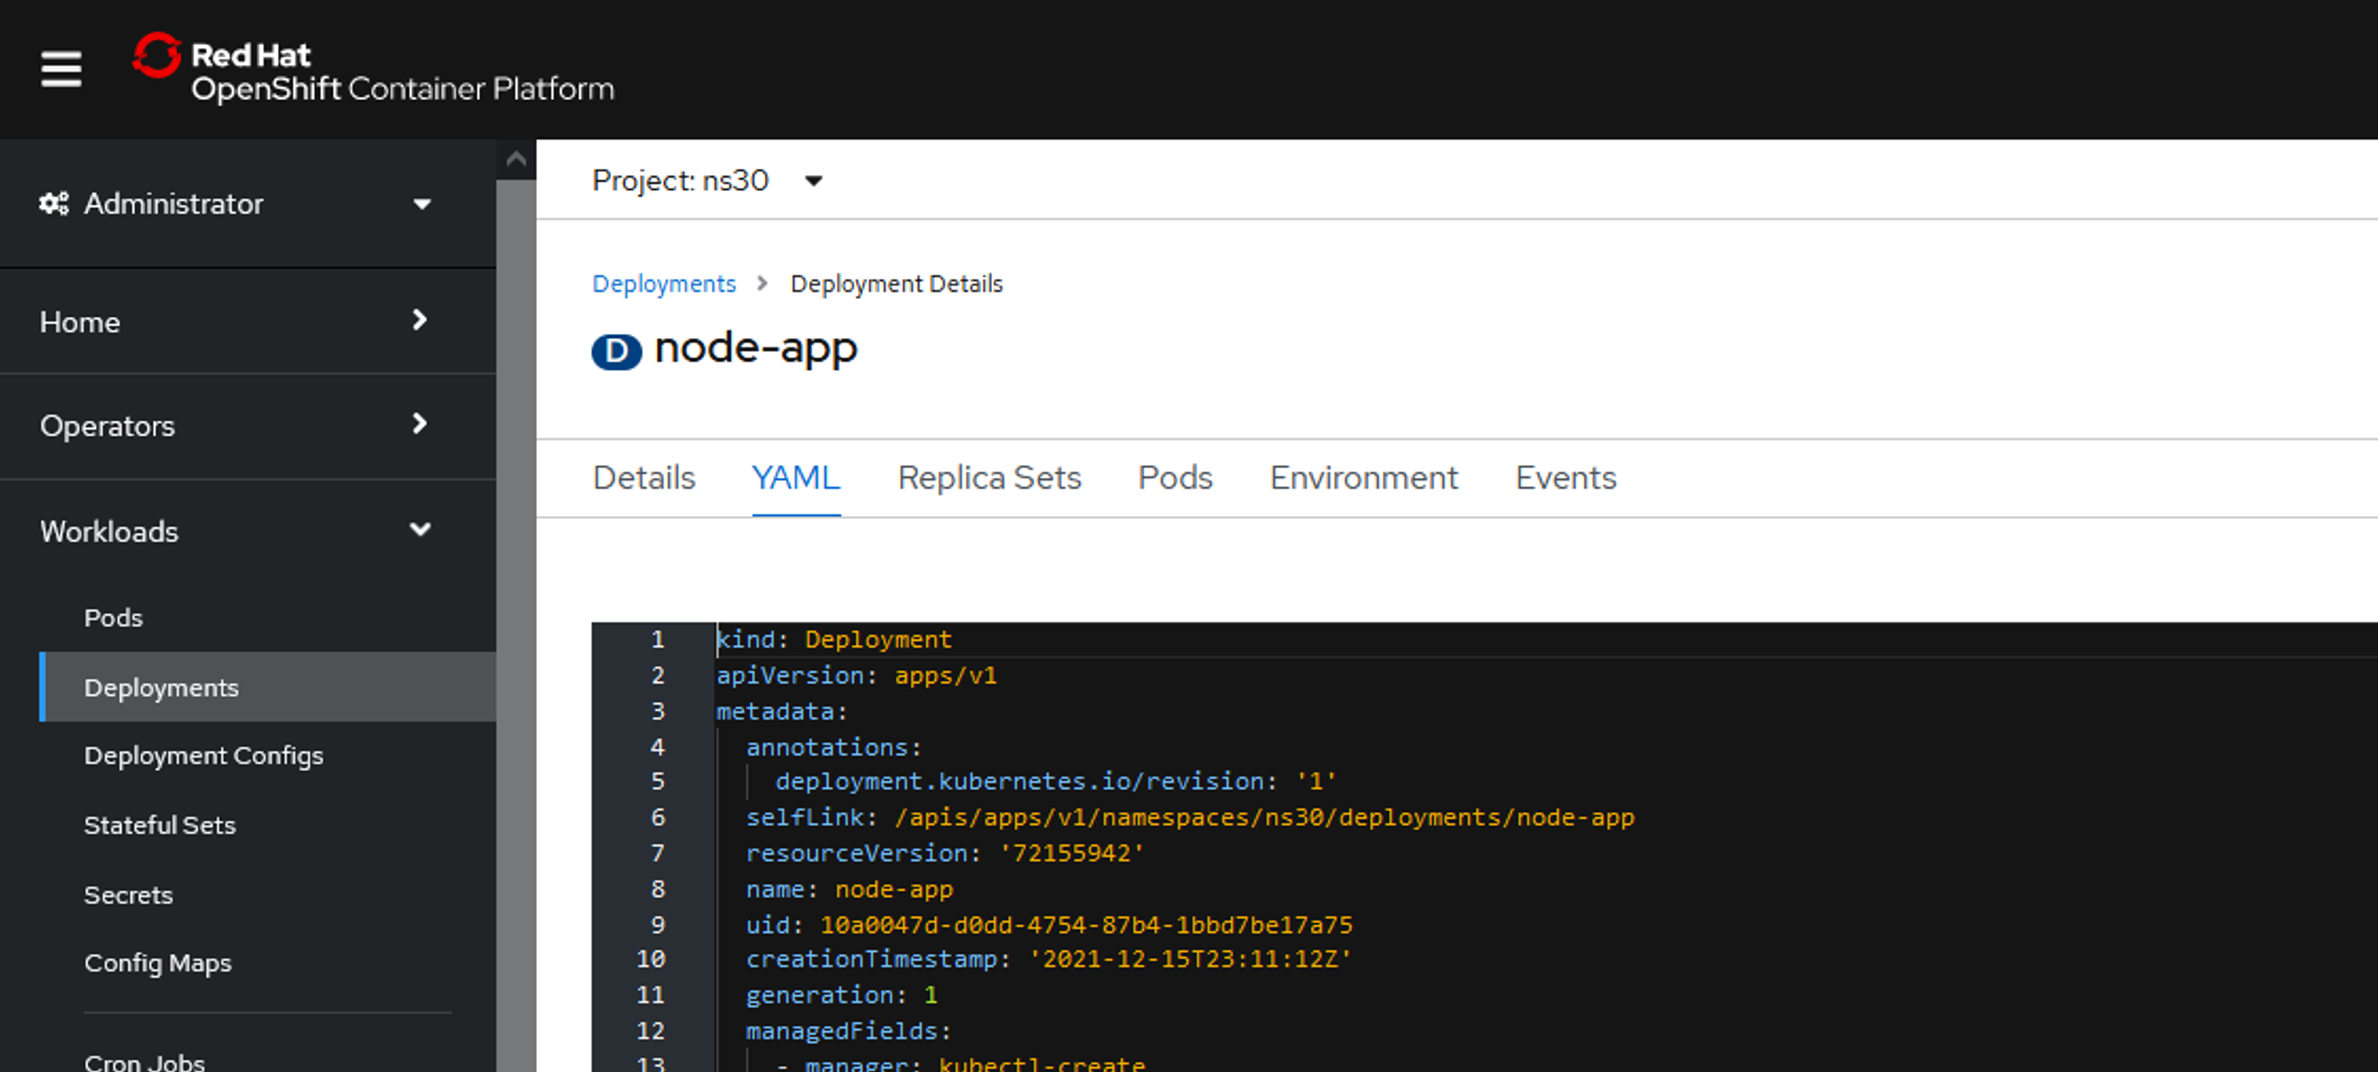 Red Hat
OpenShift Container Platform
Administrator
Home
Operators
Workloads
Pods
Deployments
Deployment Configs
Stateful Sets
Secrets
Config Maps
Cron Jobs
Project: ns30
Deployments > Deployment Details
D node-app
Details YAML Replica Sets Pods Environment Events
1 kind: Deployment
2 apiVersion: apps/v1
3 metadata:
4 annotations:
5 deployment.kubernetes.io/revision: '1'
6 selfLink: /apis/apps/v1/namespaces/ns30/deployments/node-app
7 resourceVersion: '72155942'
8 name: node-app
9 uid: 10a0047d-d0dd-4754-87b4-1bbd7be17a75
10 creationTimestamp: '2021-12-15T23:11:12Z'
11 generation: 1
12 managedFields:
13 - manager: kubectl-create